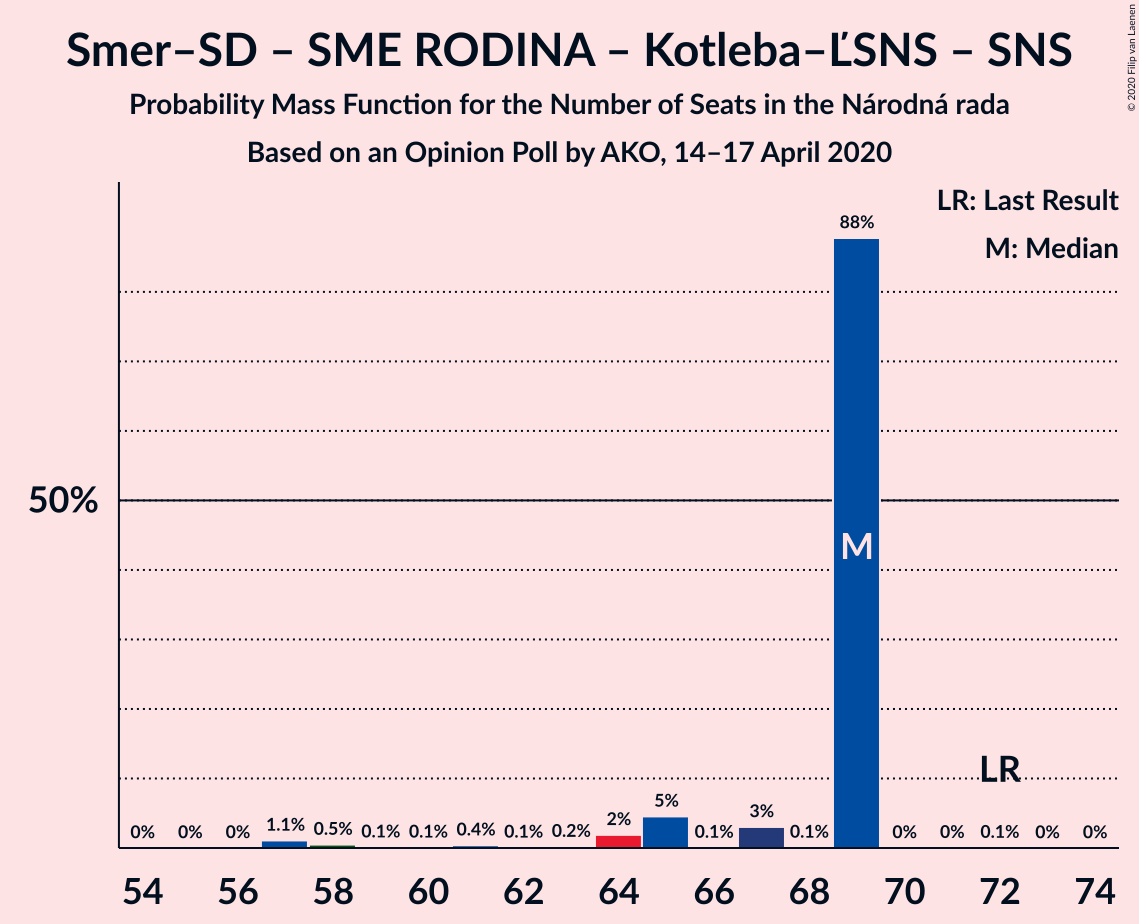 Smer–SD – SME RODINA – Kotleba–ĽSNS – SNS
Probability Mass Function for the Number of Seats in the Národná rada
Based on an Opinion Poll by AKO, 14–17 April 2020
© 2020 Filip van Laenen
LR: Last Result
M: Median
50%
0% 0% 0% 1.1% 0.5% 0.1% 0.1% 0.4% 0.1% 0.2% 2% 5% 0.1% 3% 0.1% 88% 0% 0% 0.1% 0% 0%
M
LR
54 56 58 60 62 64 66 68 70 72 74